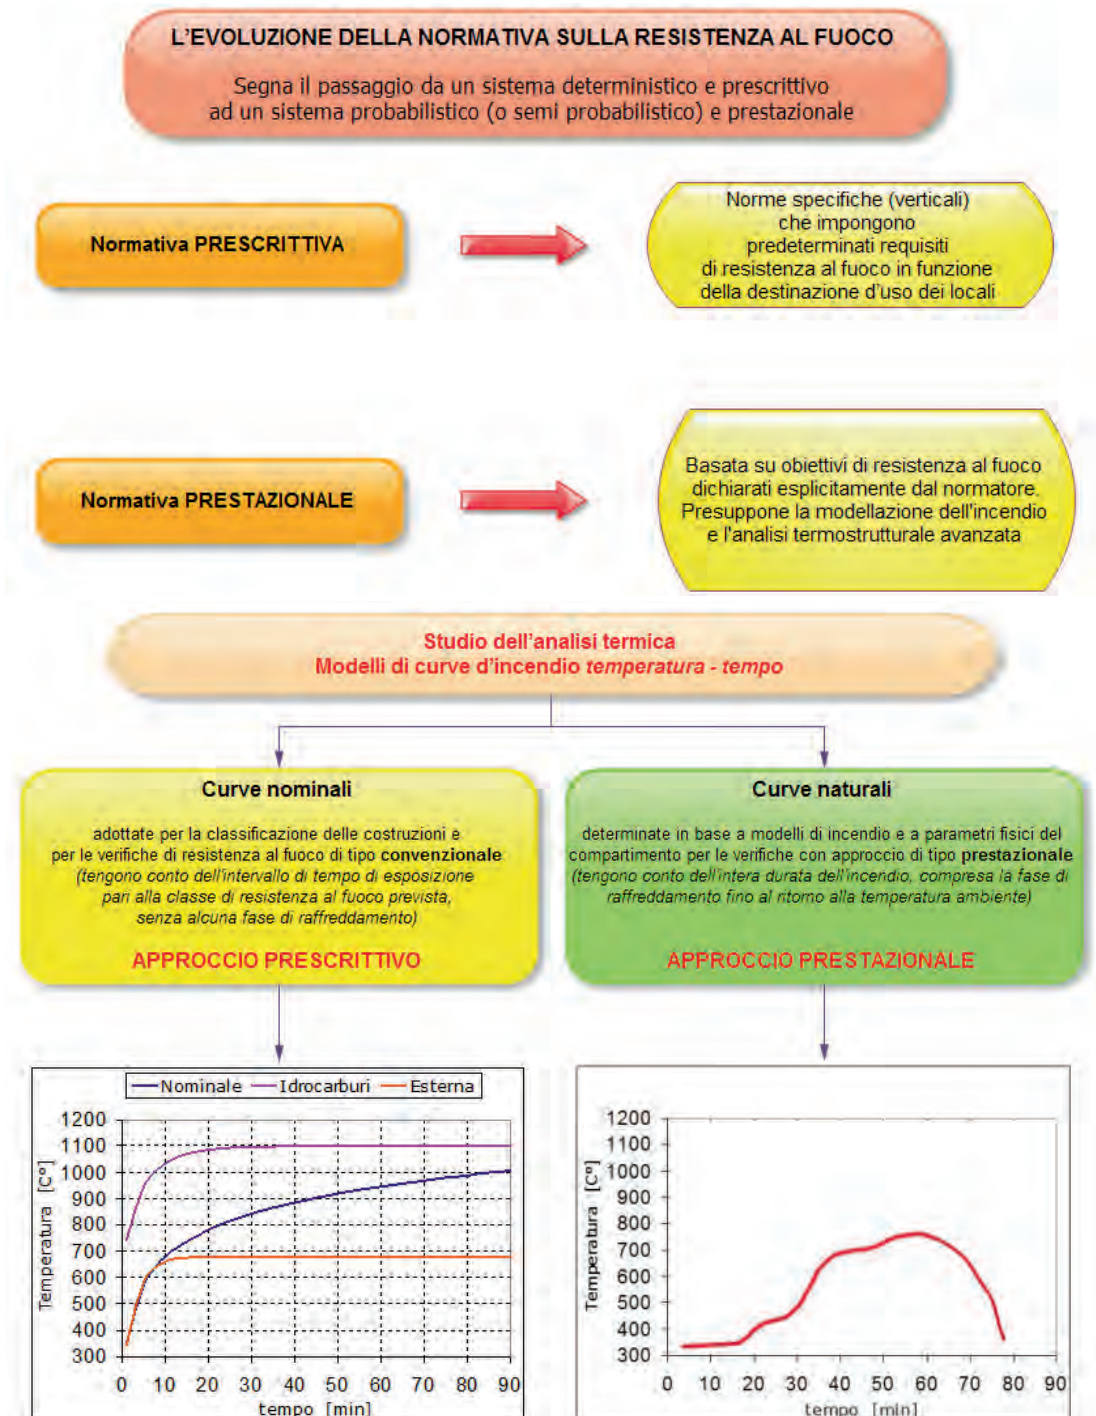 L'EVOLUZIONE DELLA NORMATIVA SULLA RESISTENZA AL FUOCO
Segna il passaggio da un sistema deterministico e prescrittivo
ad un sistema probabilistico (o semi probabilistico) e prestazionale
Normativa PRESCRITTIVA
Norme specifiche (verticali)
che impongono
predeterminati requisiti
di resistenza al fuoco in funzione
della destinazione d'uso dei locali
Normativa PRESTAZIONALE
Basata su obiettivi di resistenza al fuoco
dichiarati esplicitamente dal normatore.
Presuppone la modellazione dell'incendio
e l'analisi termostrutturale avanzata
Studio dell'analisi termica
Modelli di curve d'incendio temperatura - tempo
Curve nominali
adottate per la classificazione delle costruzioni e
per le verifiche di resistenza al fuoco di tipo convenzionale
(tengono conto dell'intervallo di tempo di esposizione
pari alla classe di resistenza al fuoco prevista,
senza alcuna fase di raffreddamento)
APPROCCIO PRESCRITTIVO
Curve naturali
determinate in base a modelli di incendio e a parametri fisici del
compartimento per le verifiche con approccio di tipo prestazionale
(tengono conto dell'intera durata dell'incendio, compresa la fase di
raffreddamento fino al ritorno alla temperatura ambiente)
APPROCCIO PRESTAZIONALE
Nominale Idrocarburi Esterna
Temperatura [C°]
1200
1100
1000
900
800
700
600
500
400
300
0 10 20 30 40 50 60 70 80 90
tempo [min]
Temperatura [C°]
1200
1100
1000
900
800
700
600
500
400
300
0 10 20 30 40 50 60 70 80 90
tempo [min]